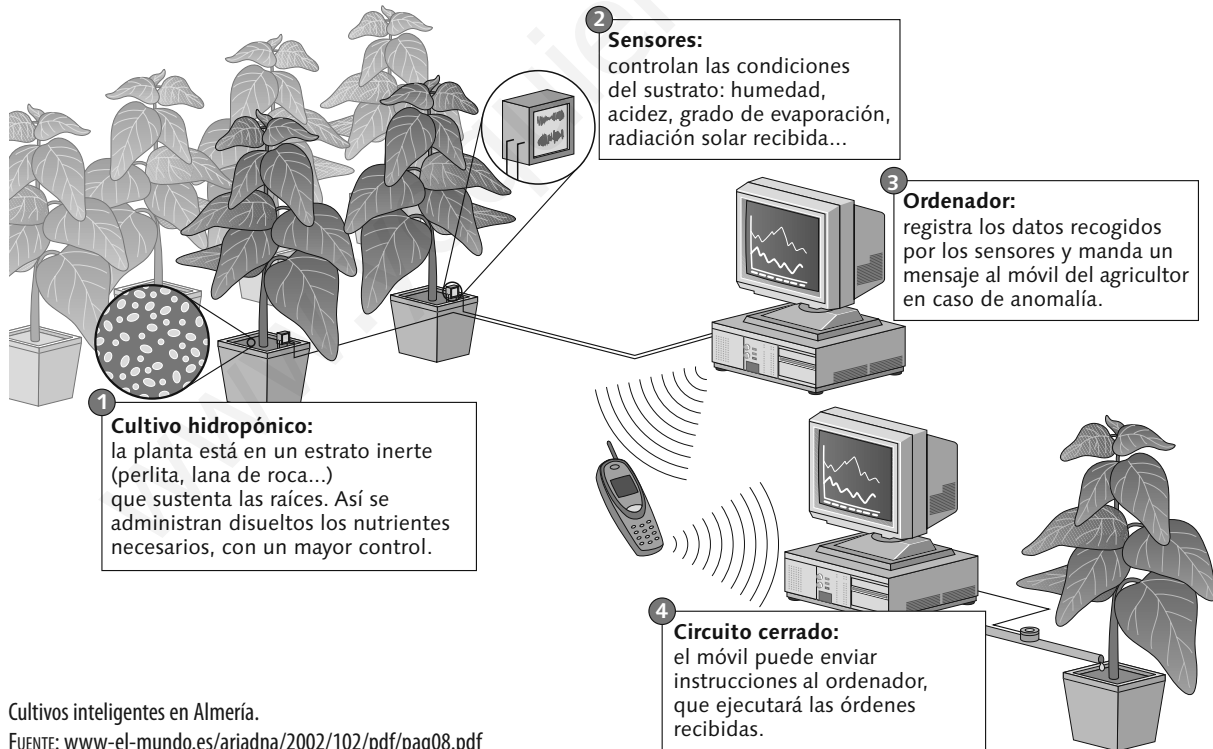 2
Sensores:
controlan las condiciones
del sustrato: humedad,
acidez, grado de evaporación,
radiación solar recibida...
3
Ordenador:
registra los datos recogidos
por los sensores y manda un
mensaje al móvil del agricultor
en caso de anomalía.
1
Cultivo hidropónico:
la planta está en un estrato inerte
(perlita, lana de roca...)
que sustenta las raíces. Así se
administran disueltos los nutrientes
necesarios, con un mayor control.
4
Circuito cerrado:
el móvil puede enviar
instrucciones al ordenador,
que ejecutará las órdenes
recibidas.
Cultivos inteligentes en Almería.
FUENTE: www-el-mundo.es/ariadna/2002/102/pdf/pag08.pdf